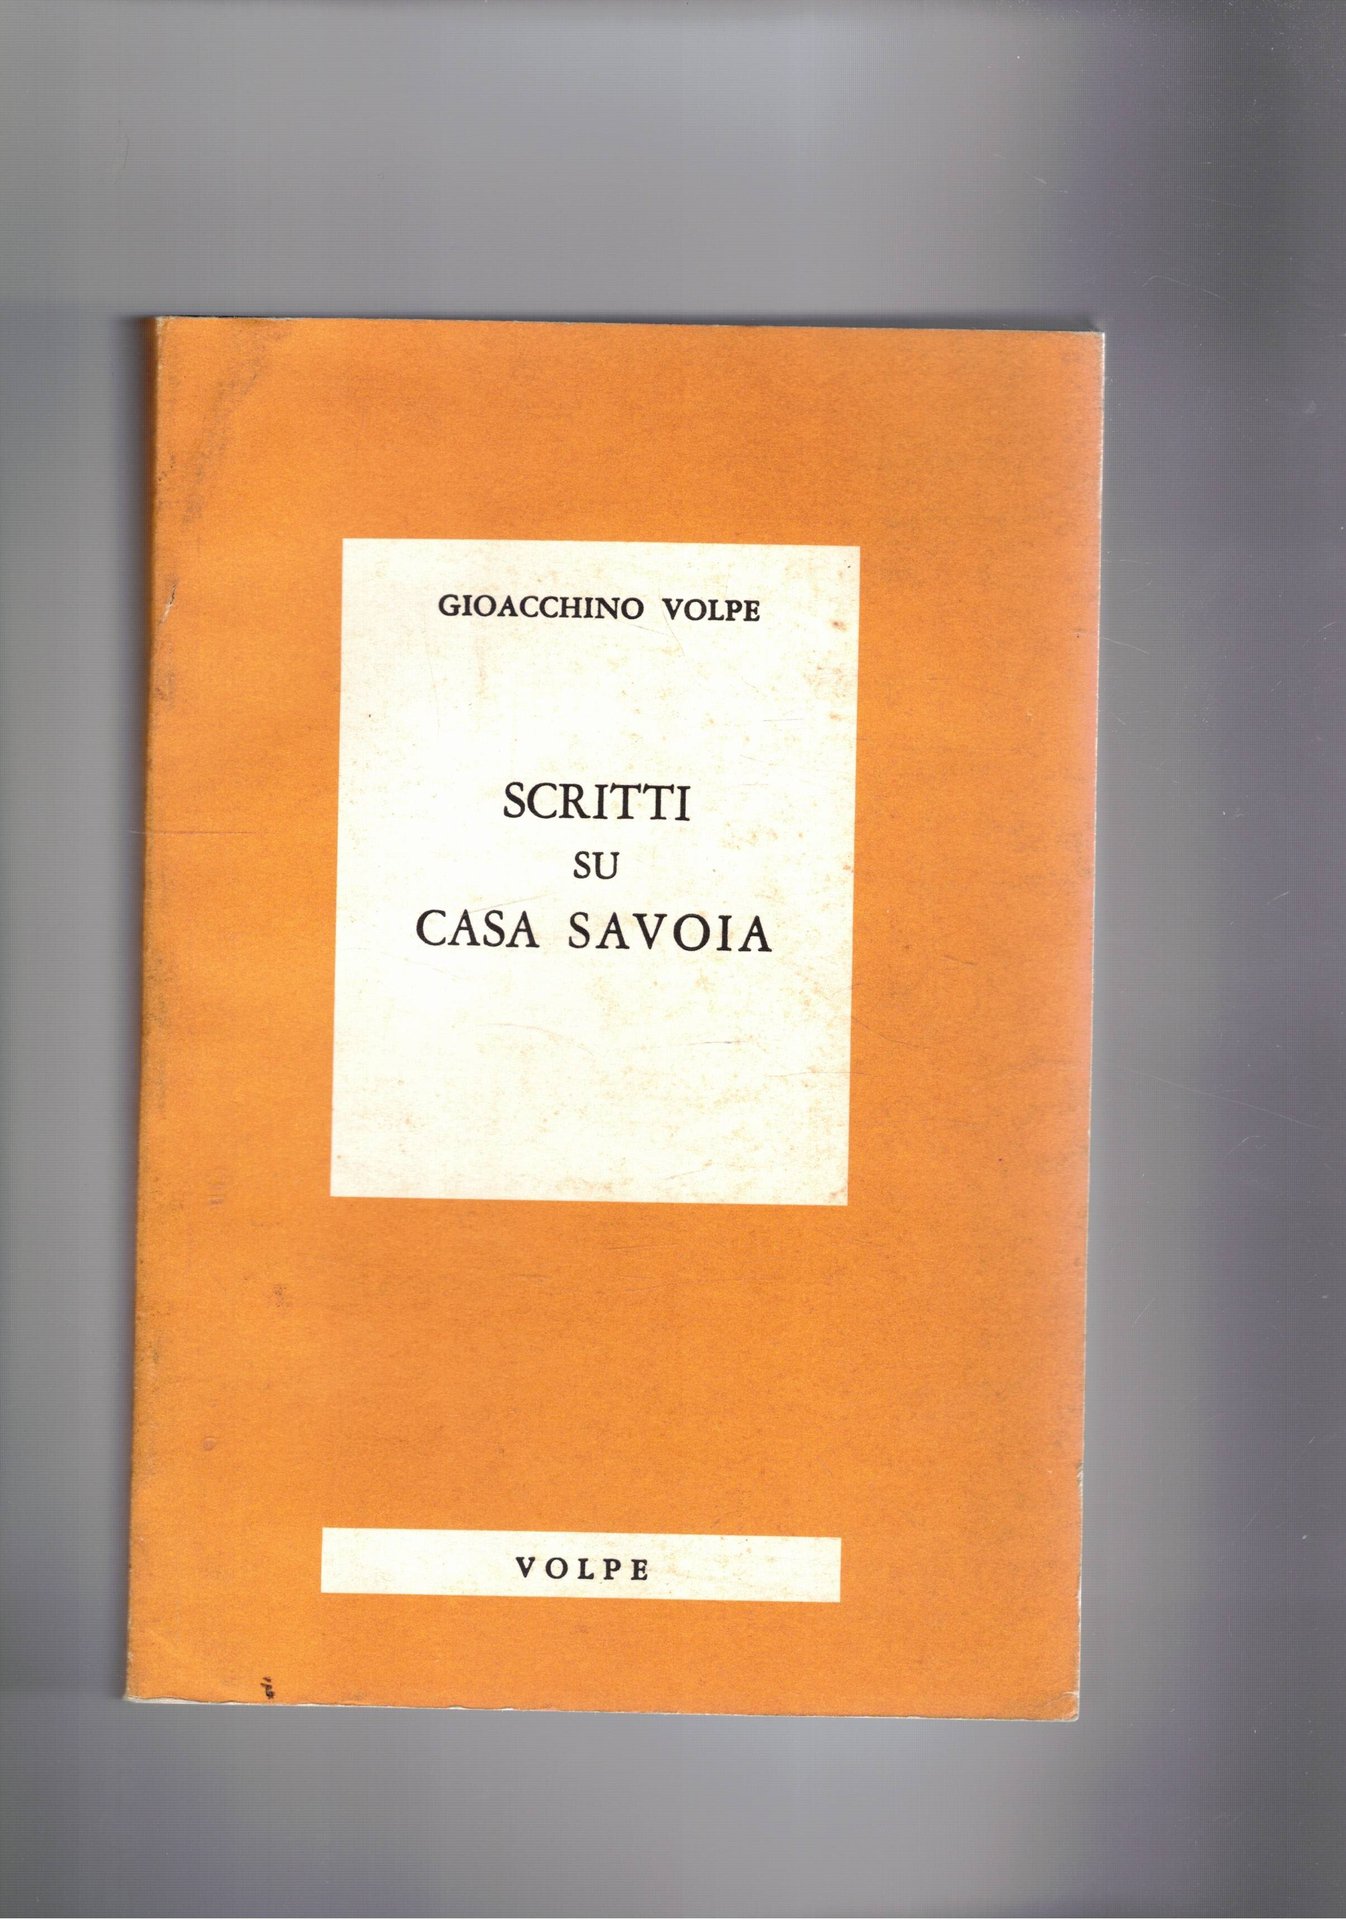 GIOACCHINO VOLPE
SCRITTI
SU
CASA SAVOIA
VOLPE